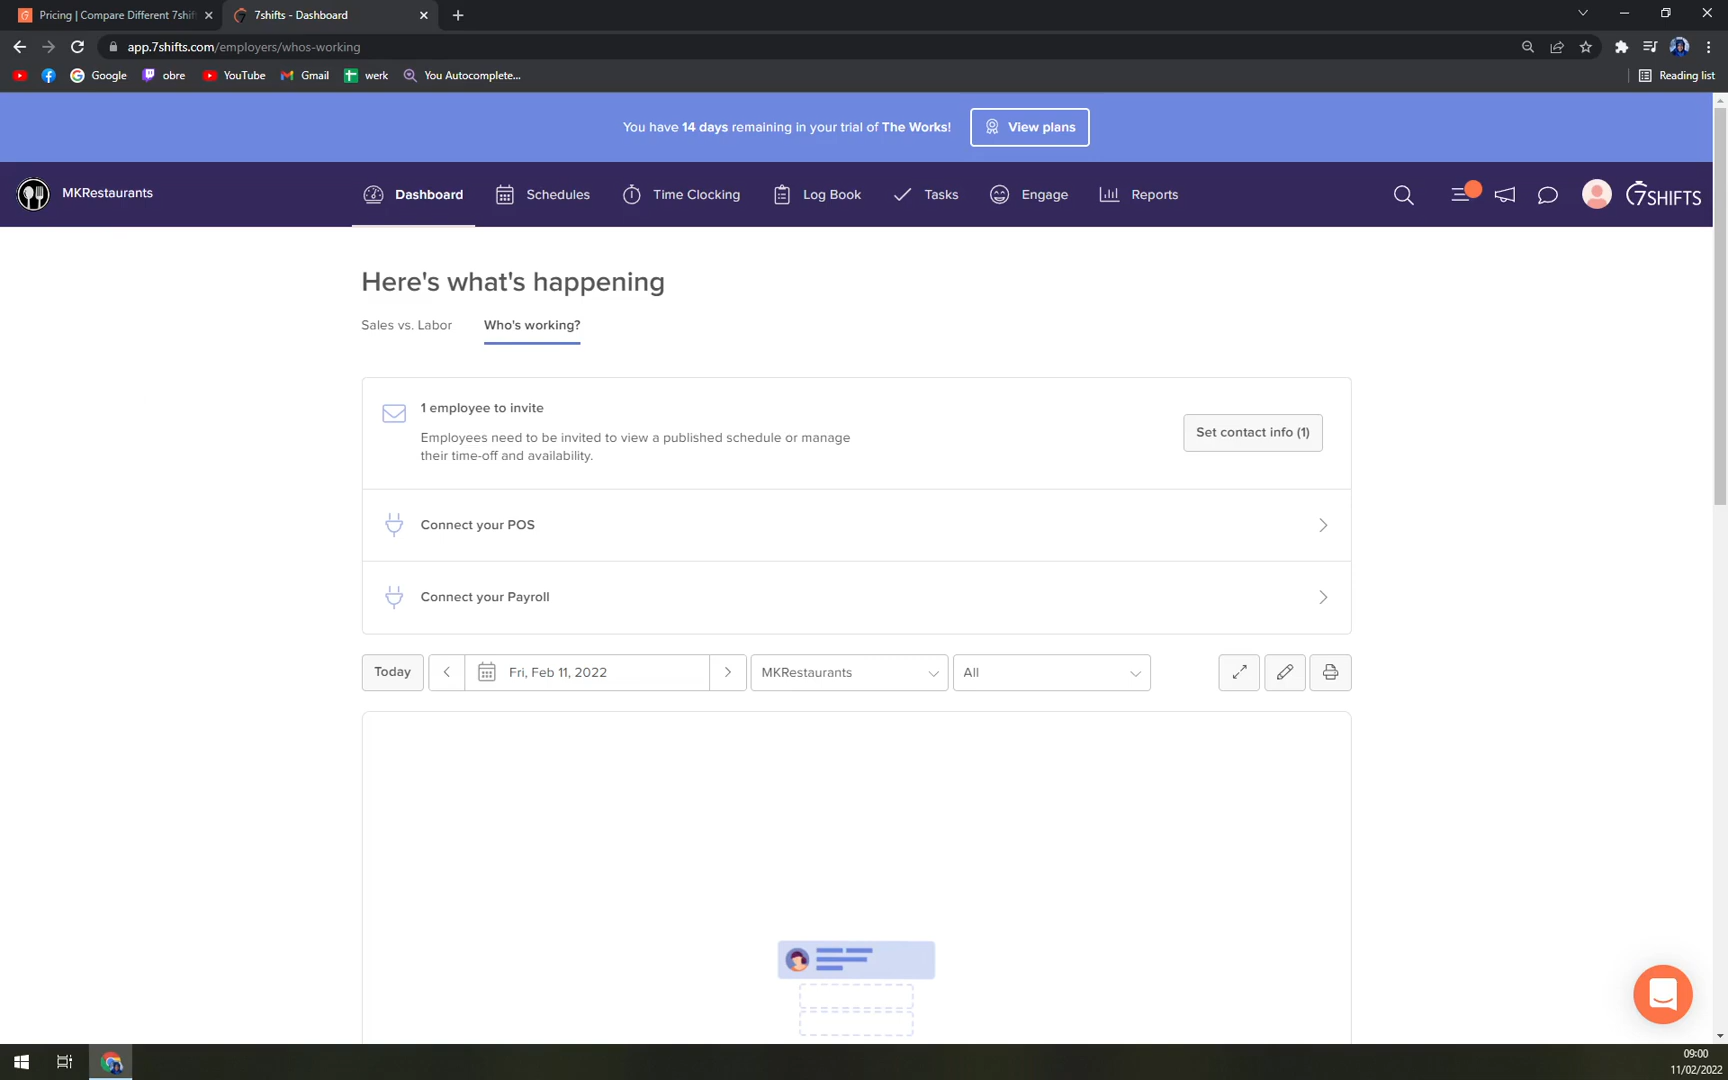 Pricing | Compare Different 7shif
7shifts - Dashboard
app.7shifts.com/employers/whos-working
Google
obre
YouTube
Gmail
werk
You Autocomplete...
Reading list
You have 14 days remaining in your trial of The Works!
View plans
MKRestaurants
Dashboard
Schedules
Time Clocking
Log Book
Tasks
Engage
Reports
7SHIFTS
Here's what's happening
Sales vs. Labor
Who's working?
1 employee to invite
Employees need to be invited to view a published schedule or manage
their time-off and availability.
Set contact info (1)
Connect your POS
Connect your Payroll
Today
Fri, Feb 11, 2022
MKRestaurants
All
09:00
11/02/2022